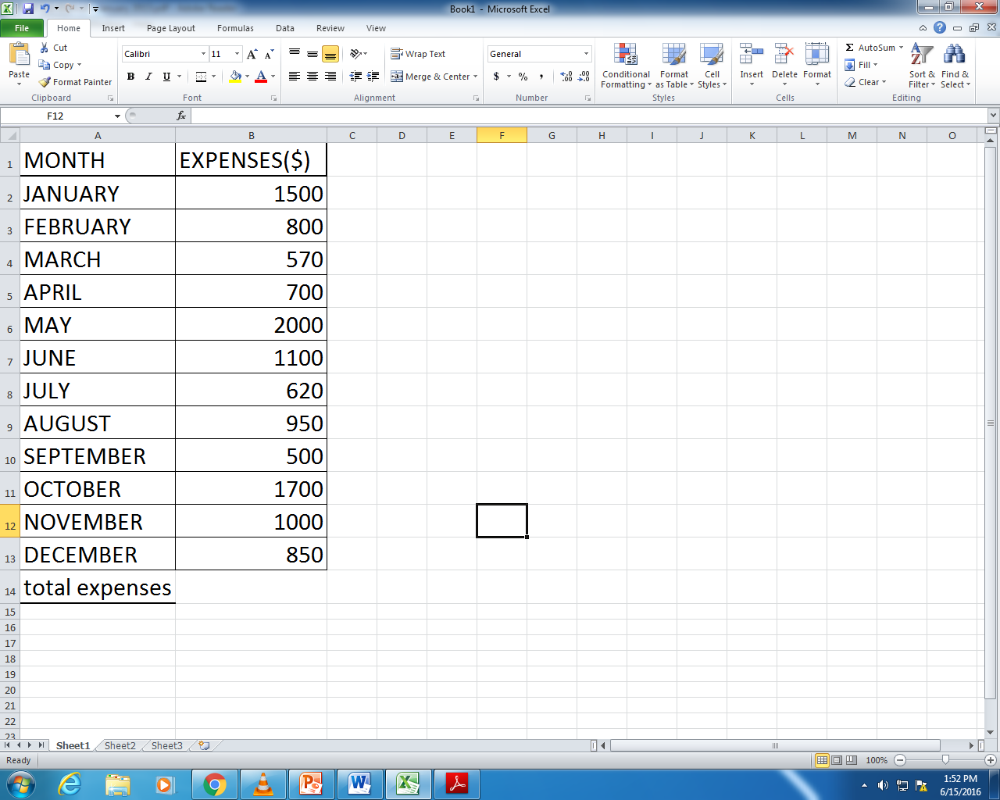 Book1 - Microsoft Excel
File Home Insert Page Layout Formulas Data Review View
Paste
Cut
Copy
Format Painter
Clipboard
Calibri 11
B I U
Font
Wrap Text
Merge & Center
Alignment
General
$ % ,
Number
Conditional Formatting
Format as Table
Cell Styles
Styles
Insert Delete Format
Cells
Σ AutoSum
Fill
Clear
Sort & Filter
Find & Select
Editing
F12 fx
A B C D E F G H I J K L M N O
1 MONTH EXPENSES($)
2 JANUARY 1500
3 FEBRUARY 800
4 MARCH 570
5 APRIL 700
6 MAY 2000
7 JUNE 1100
8 JULY 620
9 AUGUST 950
10 SEPTEMBER 500
11 OCTOBER 1700
12 NOVEMBER 1000
13 DECEMBER 850
14 total expenses
15
16
17
18
19
20
21
22
23
Sheet1 Sheet2 Sheet3
Ready 100%
1:52 PM
6/15/2016